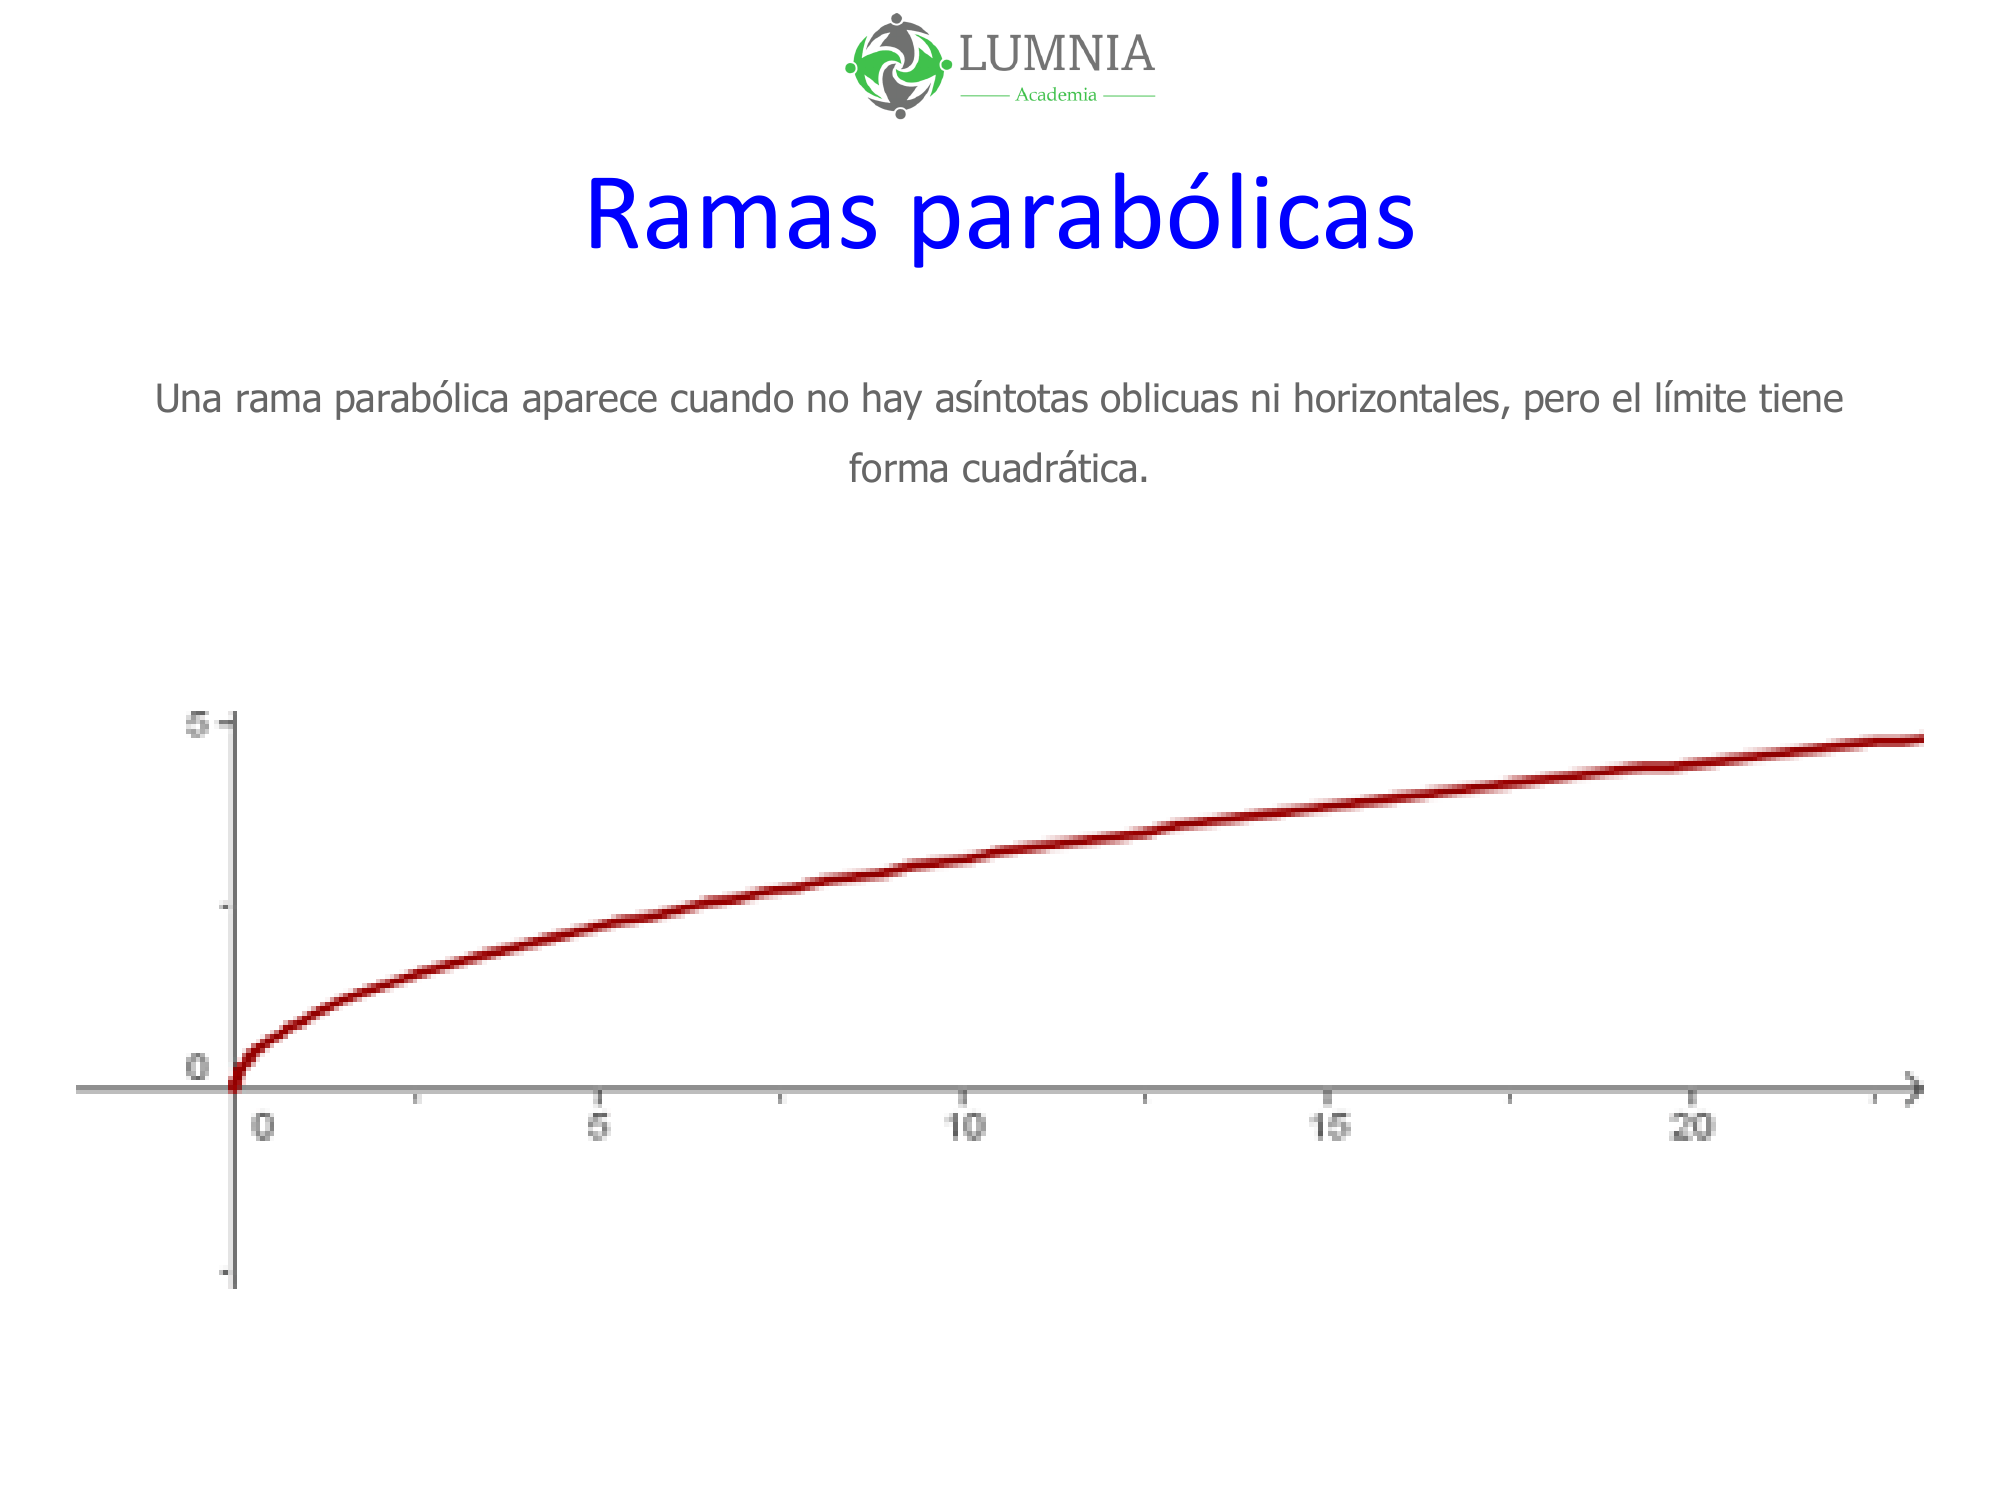 LUMNIA
Academia
Ramas parabólicas
Una rama parabólica aparece cuando no hay asíntotas oblicuas ni horizontales, pero el límite tiene
forma cuadrática.
5
0
0 5 10 15 20